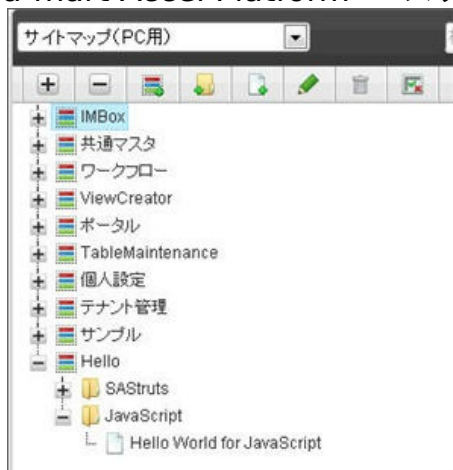 サイトマップ(PC用)
IMBox
共通マスタ
ワークフロー
ViewCreator
ポータル
TableMaintenance
個人設定
テナント管理
サンプル
Hello
SAStruts
JavaScript
Hello World for JavaScript